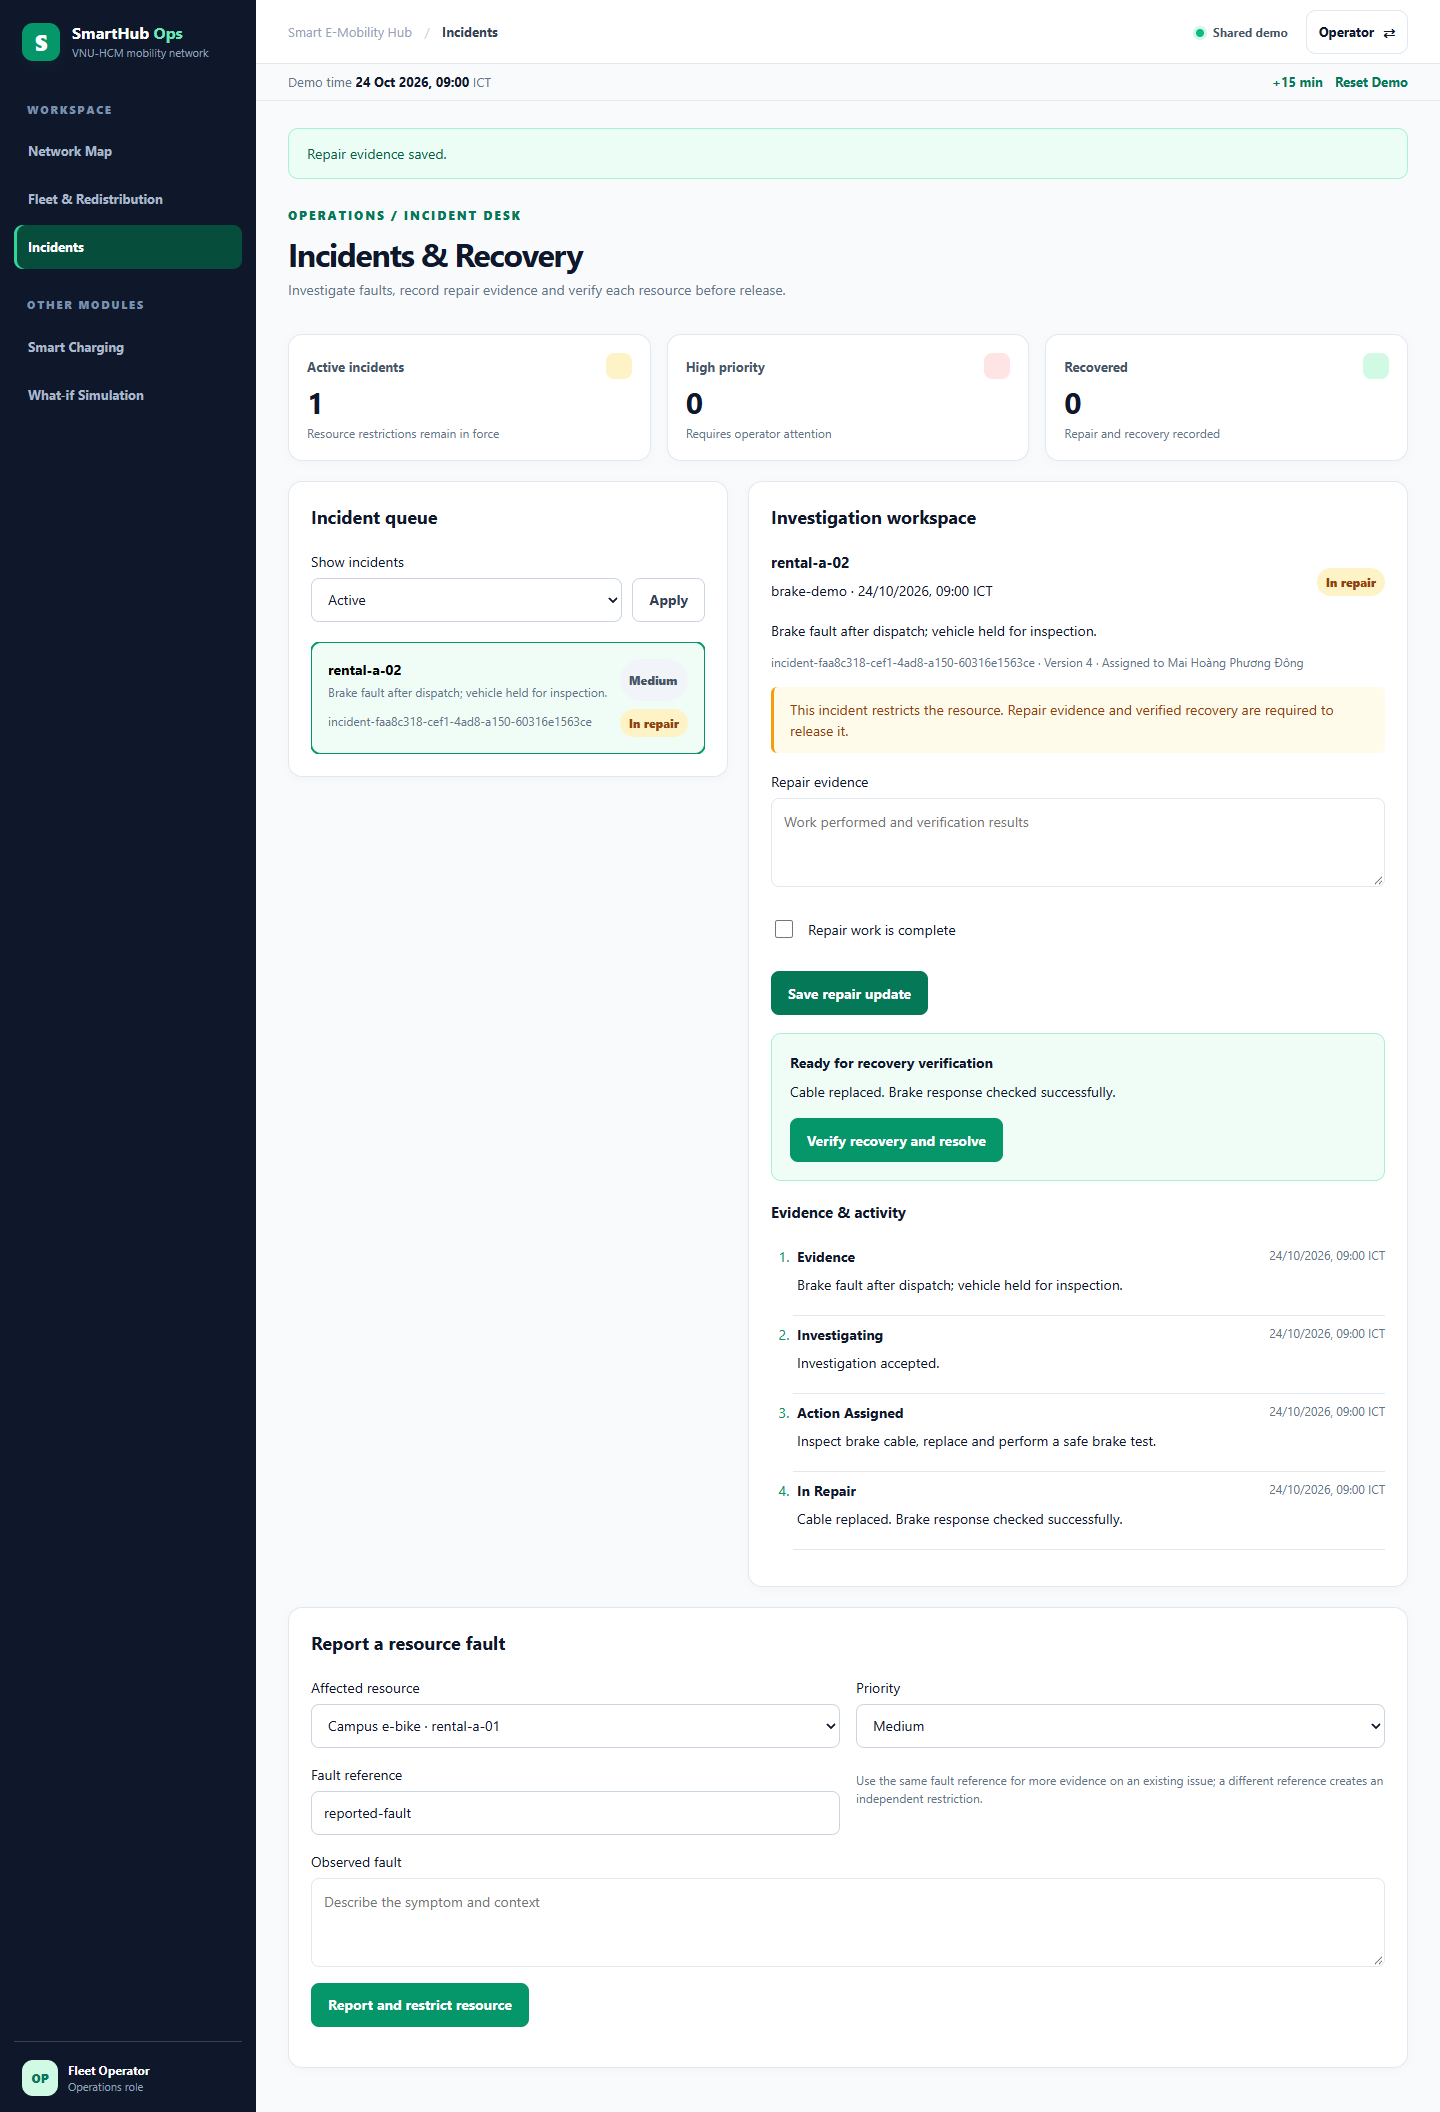 S
SmartHub Ops
VNU-HCM mobility network
WORKSPACE
Network Map
Fleet & Redistribution
Incidents
OTHER MODULES
Smart Charging
What-if Simulation
OP
Fleet Operator
Operations role
Smart E-Mobility Hub / Incidents
Shared demo
Operator ⇄
Demo time 24 Oct 2026, 09:00 ICT
+15 min
Reset Demo
Repair evidence saved.
OPERATIONS / INCIDENT DESK
Incidents & Recovery
Investigate faults, record repair evidence and verify each resource before release.
Active incidents
1
Resource restrictions remain in force
High priority
0
Requires operator attention
Recovered
0
Repair and recovery recorded
Incident queue
Show incidents
Active
Apply
rental-a-02
Brake fault after dispatch; vehicle held for inspection.
incident-faa8c318-cef1-4ad8-a150-60316e1563ce
Medium
In repair
Investigation workspace
rental-a-02
brake-demo · 24/10/2026, 09:00 ICT
In repair
Brake fault after dispatch; vehicle held for inspection.
incident-faa8c318-cef1-4ad8-a150-60316e1563ce · Version 4 · Assigned to Mai Hoàng Phương Đông
This incident restricts the resource. Repair evidence and verified recovery are required to
release it.
Repair evidence
Work performed and verification results
Repair work is complete
Save repair update
Ready for recovery verification
Cable replaced. Brake response checked successfully.
Verify recovery and resolve
Evidence & activity
1. Evidence
24/10/2026, 09:00 ICT
Brake fault after dispatch; vehicle held for inspection.
2. Investigating
24/10/2026, 09:00 ICT
Investigation accepted.
3. Action Assigned
24/10/2026, 09:00 ICT
Inspect brake cable, replace and perform a safe brake test.
4. In Repair
24/10/2026, 09:00 ICT
Cable replaced. Brake response checked successfully.
Report a resource fault
Affected resource
Campus e-bike · rental-a-01
Priority
Medium
Fault reference
reported-fault
Use the same fault reference for more evidence on an existing issue; a different reference creates an
independent restriction.
Observed fault
Describe the symptom and context
Report and restrict resource